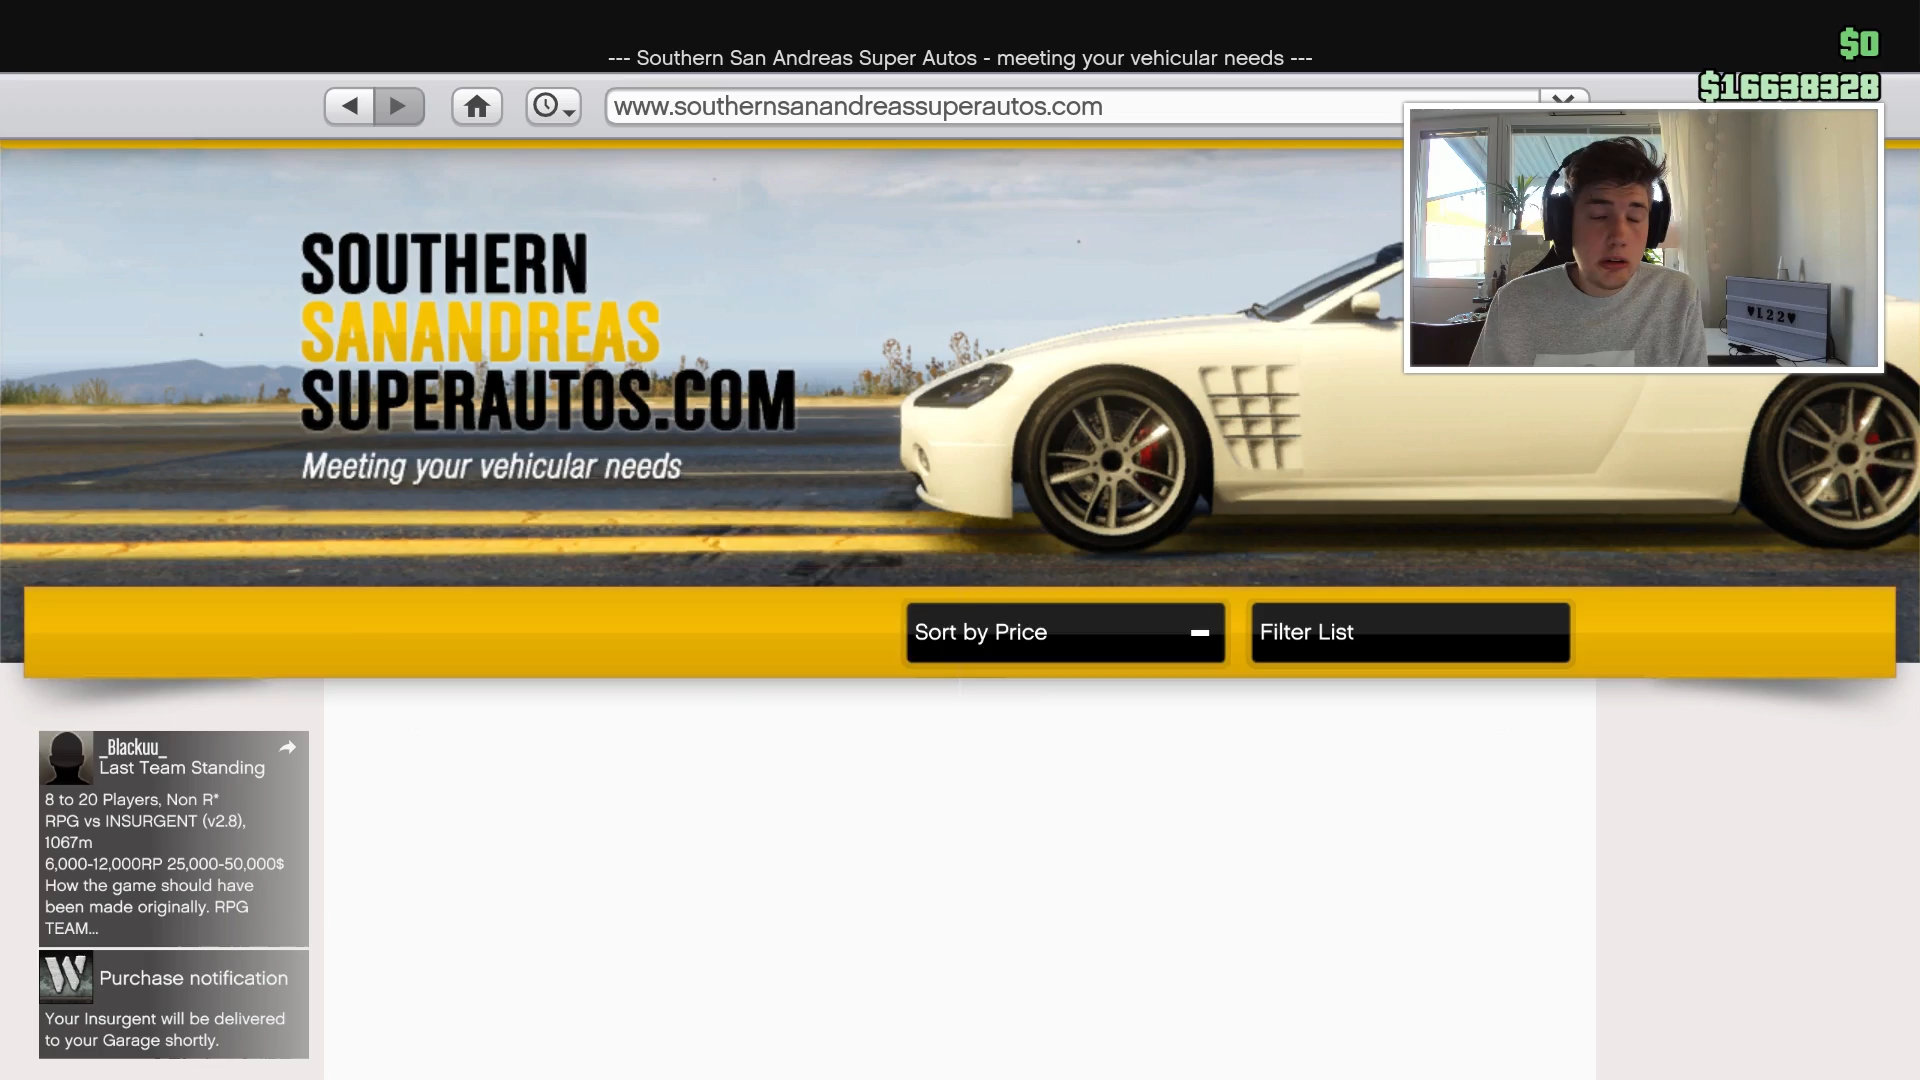 --- Southern San Andreas Super Autos - meeting your vehicular needs ---
$0
$16638328
www.southernsanandreassuperautos.com
SOUTHERN
SANANDREAS
SUPERAUTOS.COM
Meeting your vehicular needs
♥L22♥
Sort by Price
Filter List
_Blackuu_
Last Team Standing
8 to 20 Players, Non R*
RPG vs INSURGENT (v2.8),
1067m
6,000-12,000RP 25,000-50,000$
How the game should have
been made originally. RPG
TEAM...
W
Purchase notification
Your Insurgent will be delivered
to your Garage shortly.